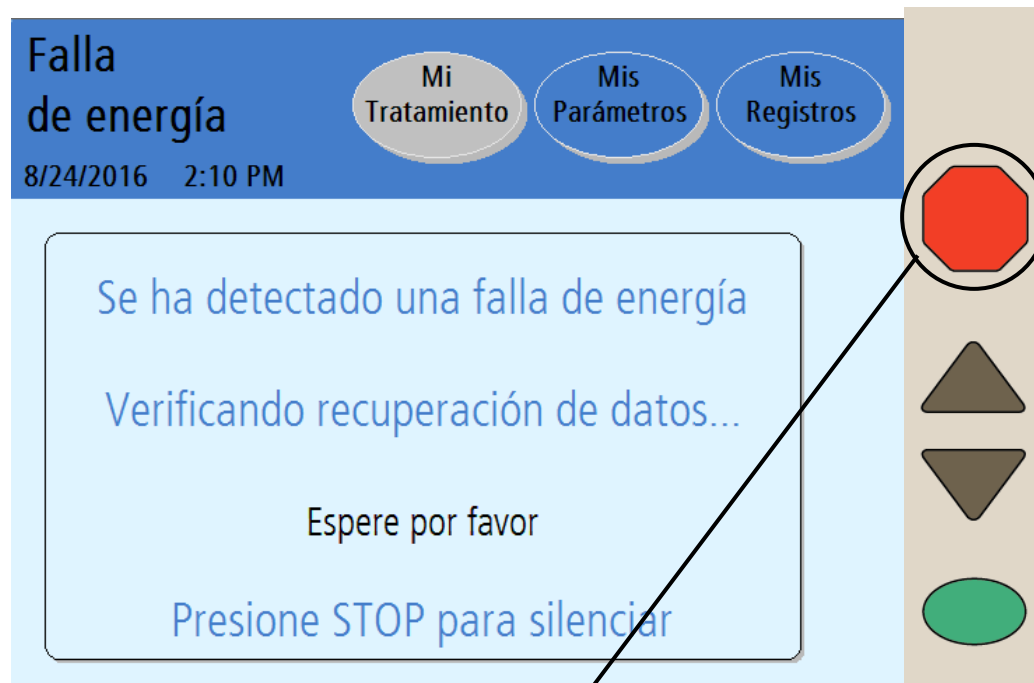 Falla
de energía
8/24/2016 2:10 PM
Mi
Tratamiento
Mis
Parámetros
Mis
Registros
Se ha detectado una falla de energía
Verificando recuperación de datos...
Espere por favor
Presione STOP para silenciar